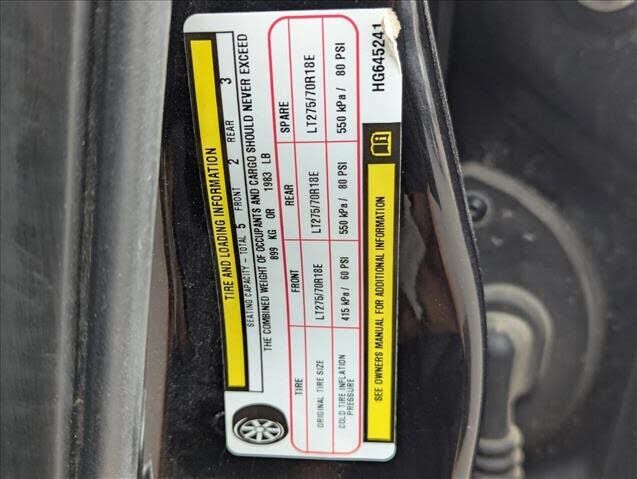 TIRE AND LOADING INFORMATION
SEATING CAPACITY - TOTAL 5 FRONT 2 REAR 3
THE COMBINED WEIGHT OF OCCUPANTS AND CARGO SHOULD NEVER EXCEED
899 KG OR 1983 LB
TIRE FRONT REAR SPARE
ORIGINAL TIRE SIZE LT275/70R18E LT275/70R18E LT275/70R18E
COLD TIRE INFLATION PRESSURE 415 kPa / 60 PSI 550 kPa / 80 PSI 550 kPa / 80 PSI
SEE OWNERS MANUAL FOR ADDITIONAL INFORMATION
HG645241